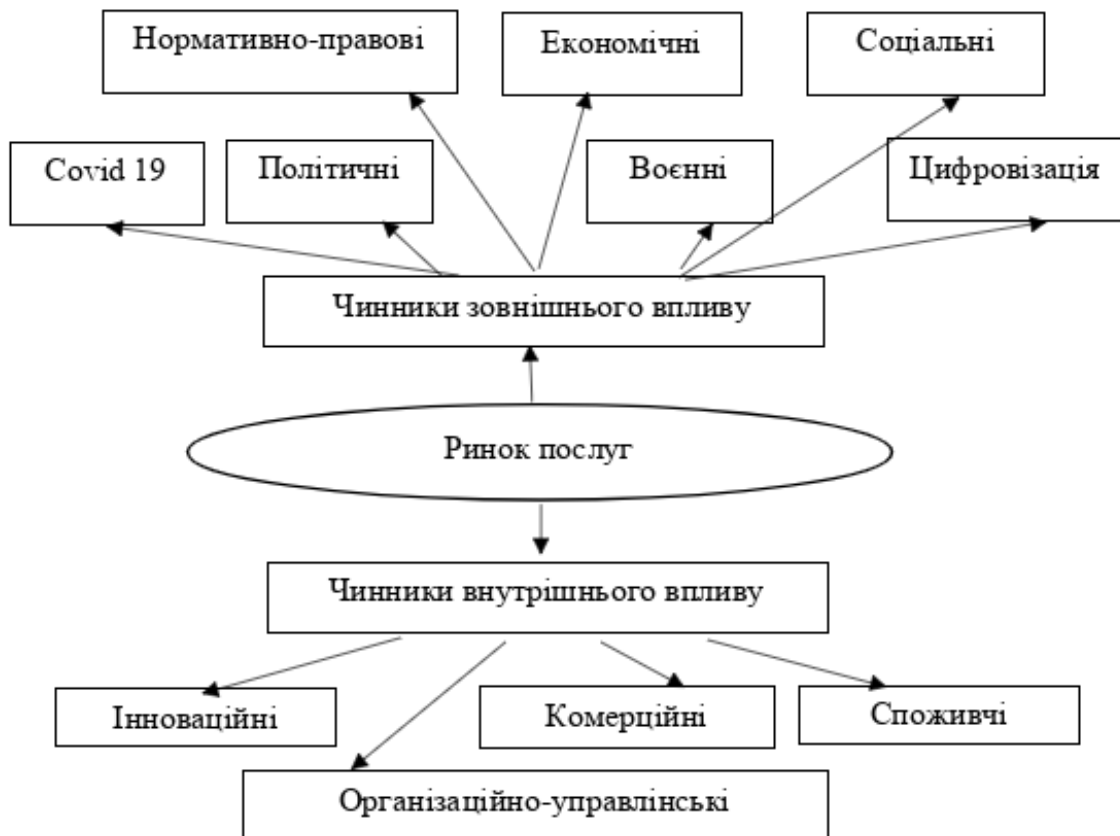 Нормативно-правові
Економічні
Соціальні
Covid 19
Політичні
Воєнні
Цифровізація
Чинники зовнішнього впливу
Ринок послуг
Чинники внутрішнього впливу
Інноваційні
Комерційні
Споживчі
Організаційно-управлінські